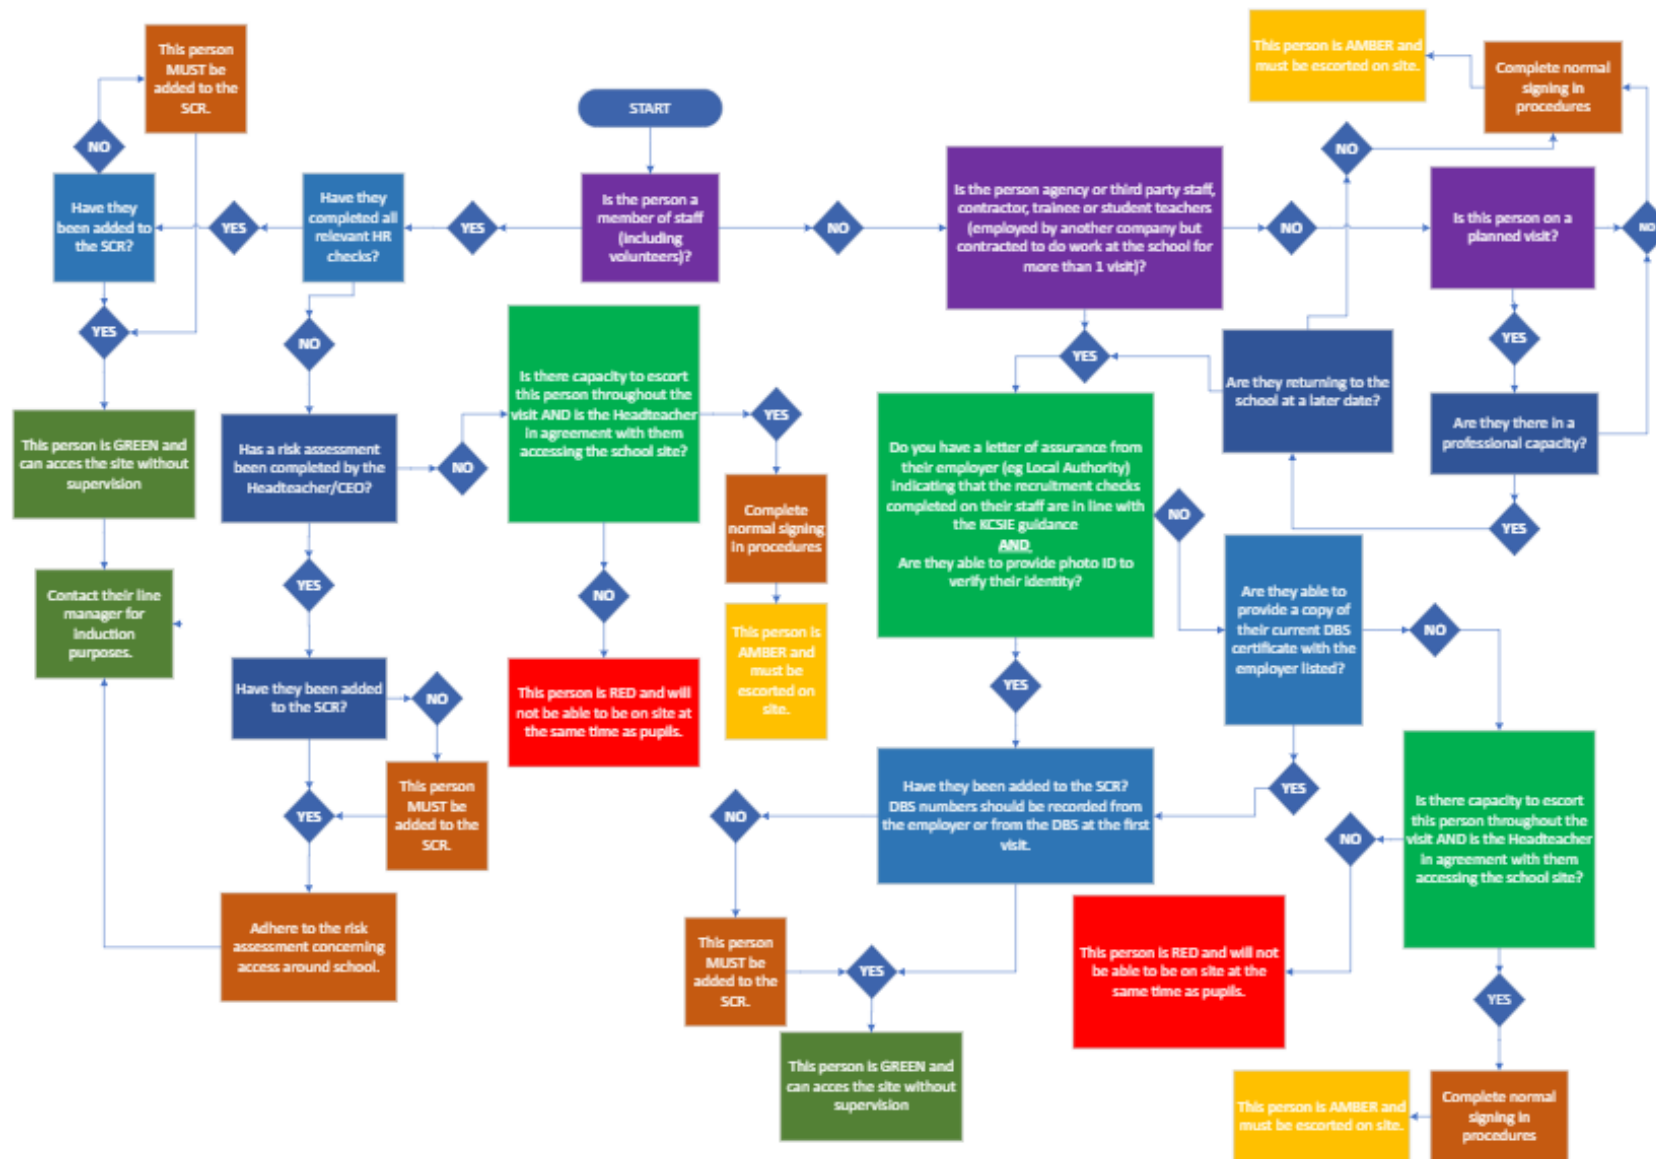 This person
MUST be
added to the
SCR.
NO
Have they
been added to
the SCR?
YES
Have they
completed all
relevant HR
checks?
YES
START
Is the person a
member of staff
(including
volunteers)?
NO
Is the person agency or third party staff,
contractor, trainee or student teachers
(employed by another company but
contracted to do work at the school for
more than 1 visit)?
NO
Is this person on a
planned visit?
NO
NO
Complete normal
signing in
procedures
This person is AMBER and
must be escorted on site.
YES
Are they there in a
professional capacity?
YES
Are they returning to the
school at a later date?
YES
YES
This person is GREEN and
can acces the site without
supervision
Contact their line
manager for
induction
purposes.
NO
Has a risk assessment
been completed by the
Headteacher/CEO?
NO
Is there capacity to escort
this person throughout the
visit AND is the Headteacher
in agreement with them
accessing the school site?
YES
Complete
normal signing
in procedures
This person is
AMBER and
must be
escorted on
site.
NO
This person is RED and will
not be able to be on site at
the same time as pupils.
YES
Have they been added
to the SCR?
NO
This person
MUST be
added to the
SCR.
YES
Adhere to the risk
assessment concerning
access around school.
Do you have a letter of assurance from
their employer (eg Local Authority)
indicating that the recruitment checks
completed on their staff are in line with
the KCSIE guidance
AND
Are they able to provide photo ID to
verify their identity?
NO
Are they able to
provide a copy of
their current DBS
certificate with the
employer listed?
NO
YES
YES
Have they been added to the SCR?
DBS numbers should be recorded from
the employer or from the DBS at the first
visit.
NO
This person
MUST be
added to the
SCR.
YES
This person is GREEN and
can acces the site without
supervision
Is there capacity to escort
this person throughout the
visit AND is the Headteacher
in agreement with them
accessing the school site?
NO
This person is RED and will not
be able to be on site at the
same time as pupils.
YES
Complete normal
signing in
procedures
This person is AMBER and
must be escorted on site.